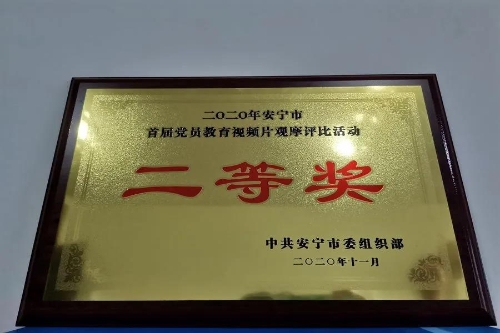 二〇二〇年安宁市
首届党员教育视频片观摩评比活动
二等奖
中共安宁市委组织部
二〇二〇年十一月